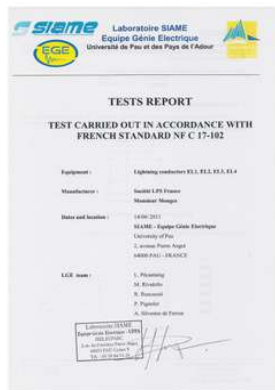 SIAME
EGE
Laboratoire SIAME
Equipe Génie Electrique
Université de Pau et des Pays de l'Adour
TESTS REPORT
TEST CARRIED OUT IN ACCORDANCE WITH
FRENCH STANDARD NF C 17-102
Equipment : Lightning conductors EL1, EL2, EL3, EL4
Manufacturer : Société LPS France
Monsieur Monges
Dates and location : 14/04/2011
SIAME - Equipe Génie Electrique
University of Pau
2, avenue Pierre Angot
64000 PAU - FRANCE
LGE team : L. Pécastaing
M. Rivaletto
P. Pignolet
A. Silvestre de Ferron
Laboratoire SIAME